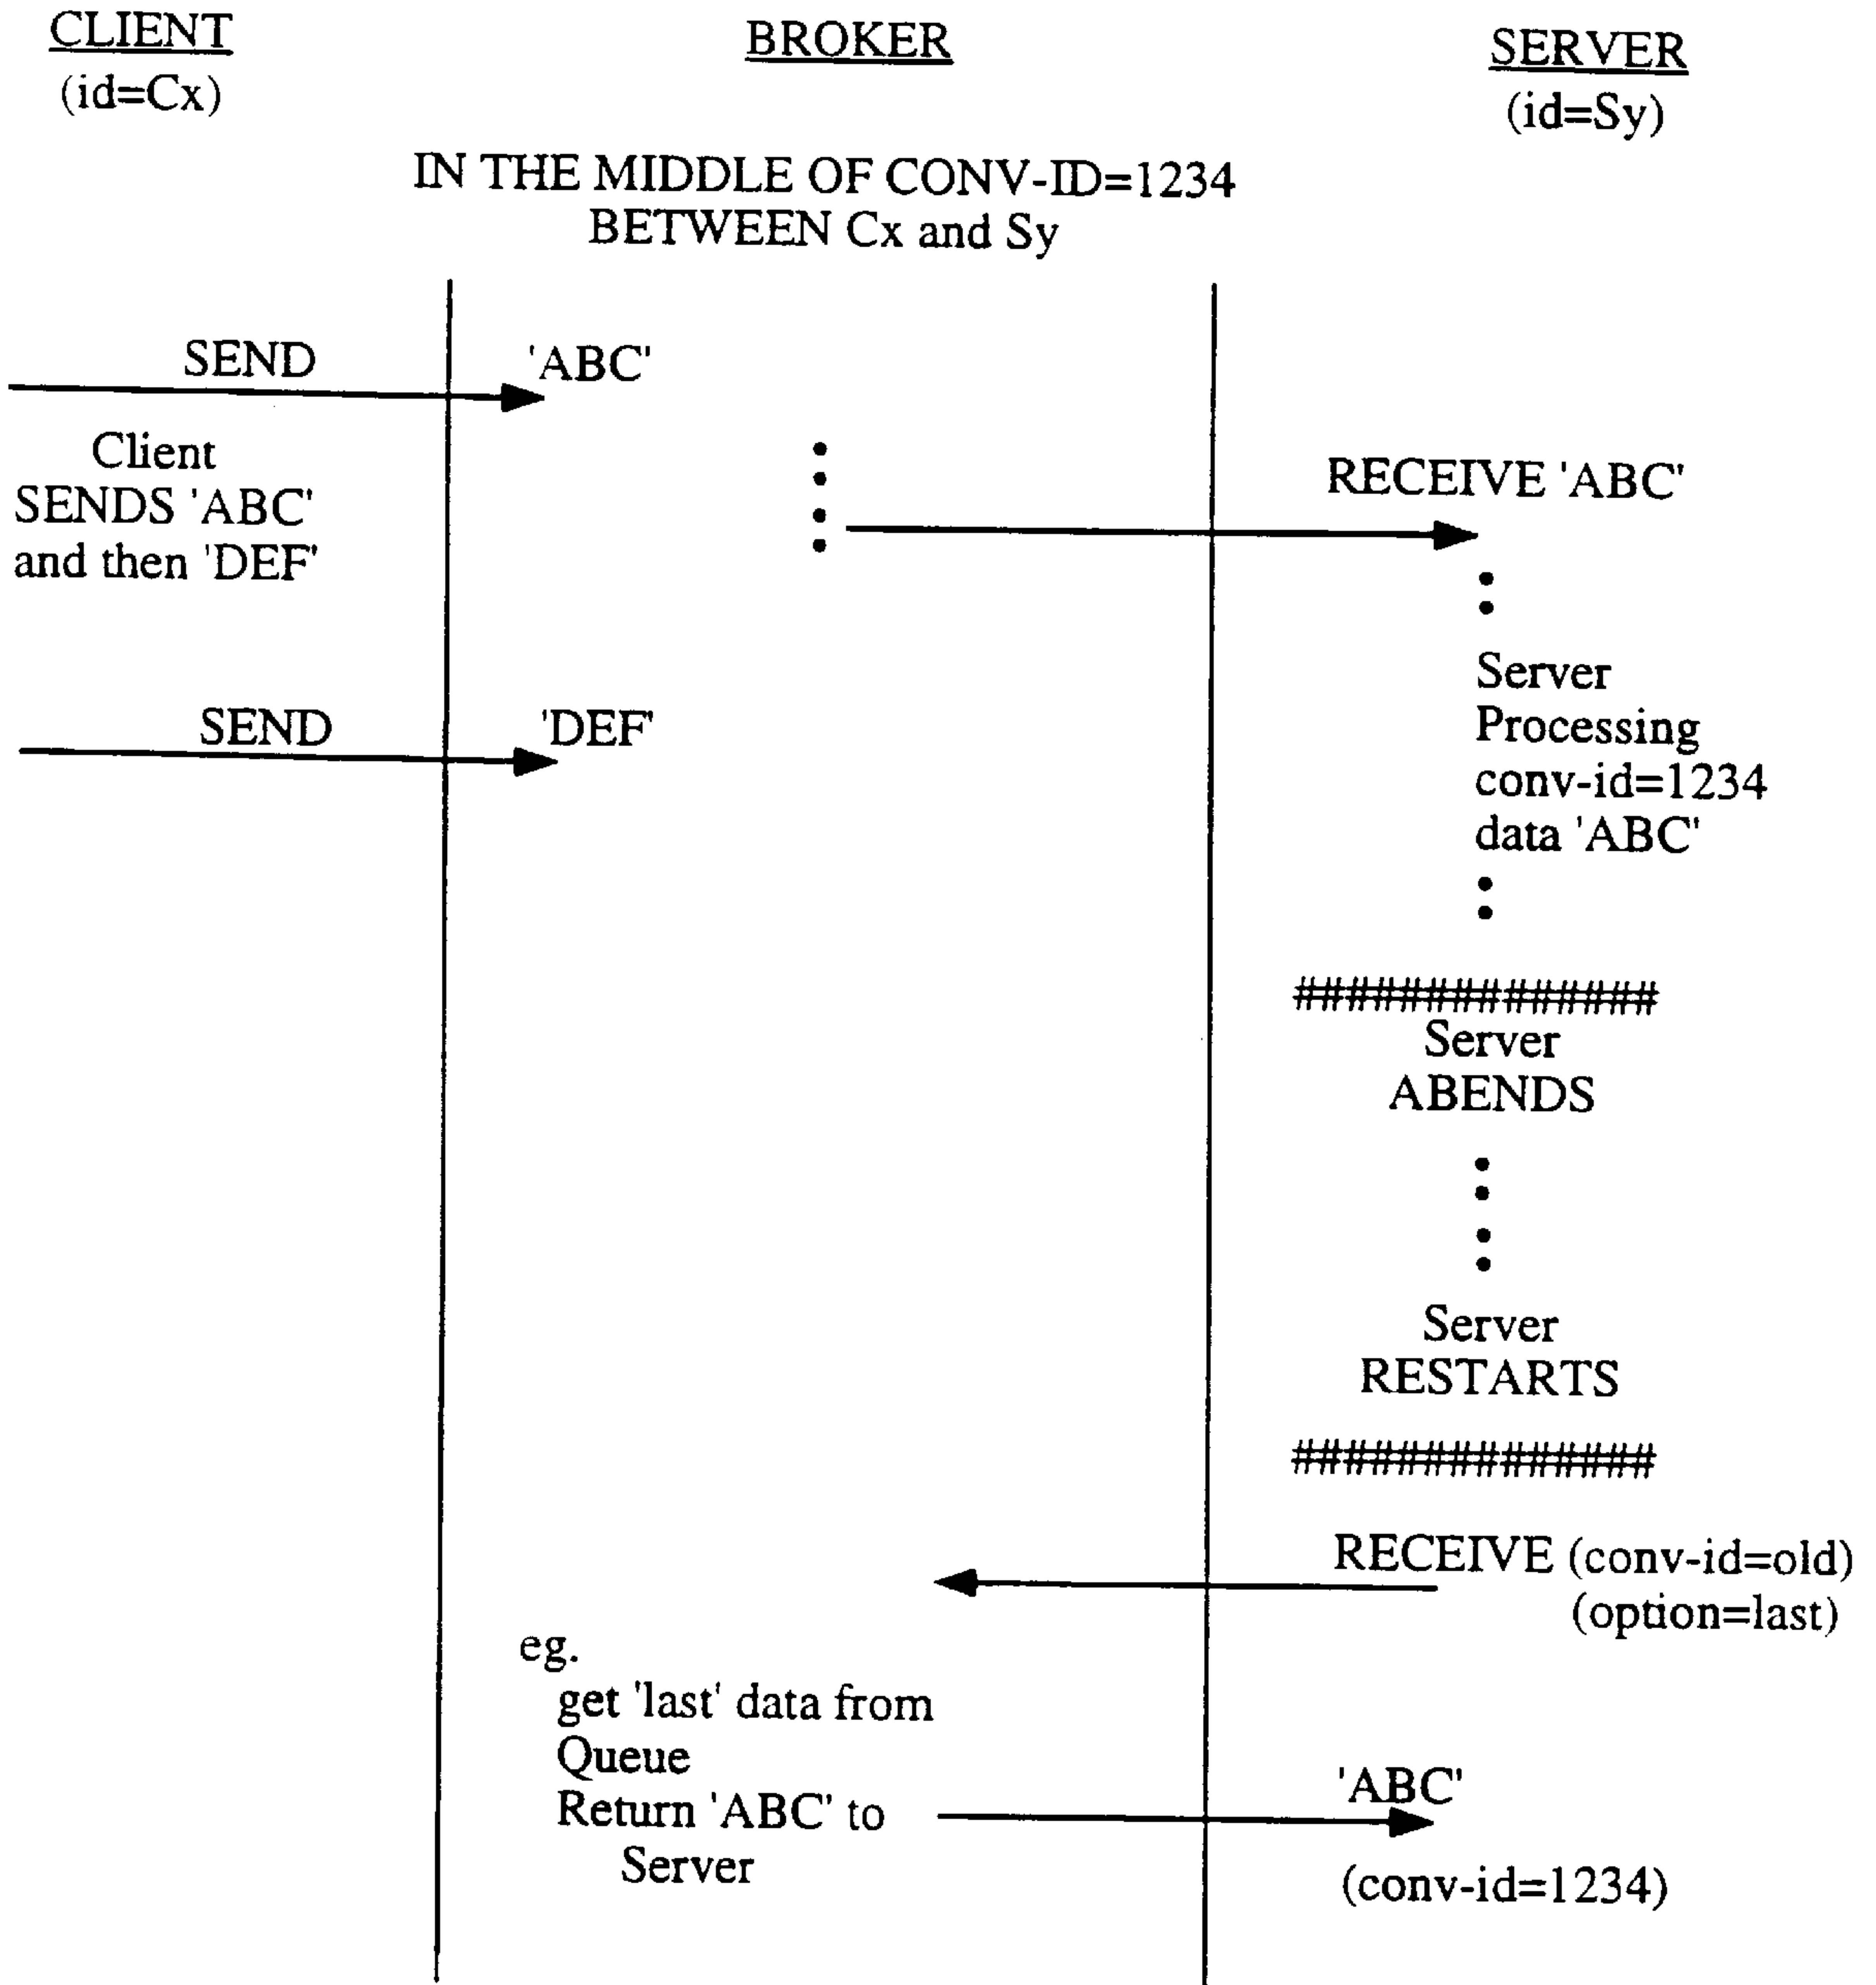 CLIENT
(id=Cx)
BROKER
SERVER
(id=Sy)
IN THE MIDDLE OF CONV-ID=1234
BETWEEN Cx and Sy
SEND
'ABC'
Client
SENDS 'ABC'
and then 'DEF'
RECEIVE 'ABC'
SEND
'DEF'
Server
Processing
conv-id=1234
data 'ABC'
##############
Server
ABENDS
Server
RESTARTS
##############
RECEIVE (conv-id=old)
(option=last)
eg.
get 'last' data from
Queue
Return 'ABC' to
Server
'ABC'
(conv-id=1234)